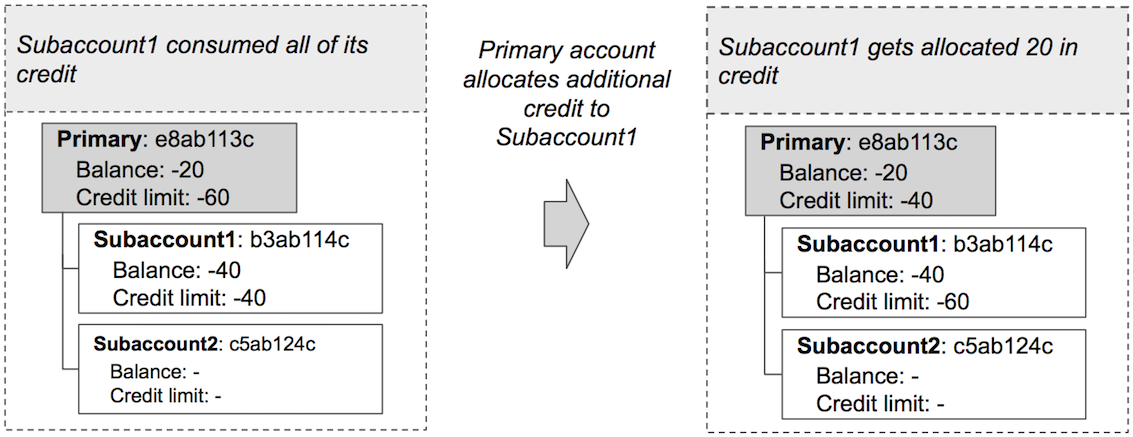 Subaccount1 consumed all of its
credit
Primary: e8ab113c
Balance: -20
Credit limit: -60
Subaccount1: b3ab114c
Balance: -40
Credit limit: -40
Subaccount2: c5ab124c
Balance: -
Credit limit: -
Primary account
allocates additional
credit to
Subaccount1
Subaccount1 gets allocated 20 in
credit
Primary: e8ab113c
Balance: -20
Credit limit: -40
Subaccount1: b3ab114c
Balance: -40
Credit limit: -60
Subaccount2: c5ab124c
Balance: -
Credit limit: -